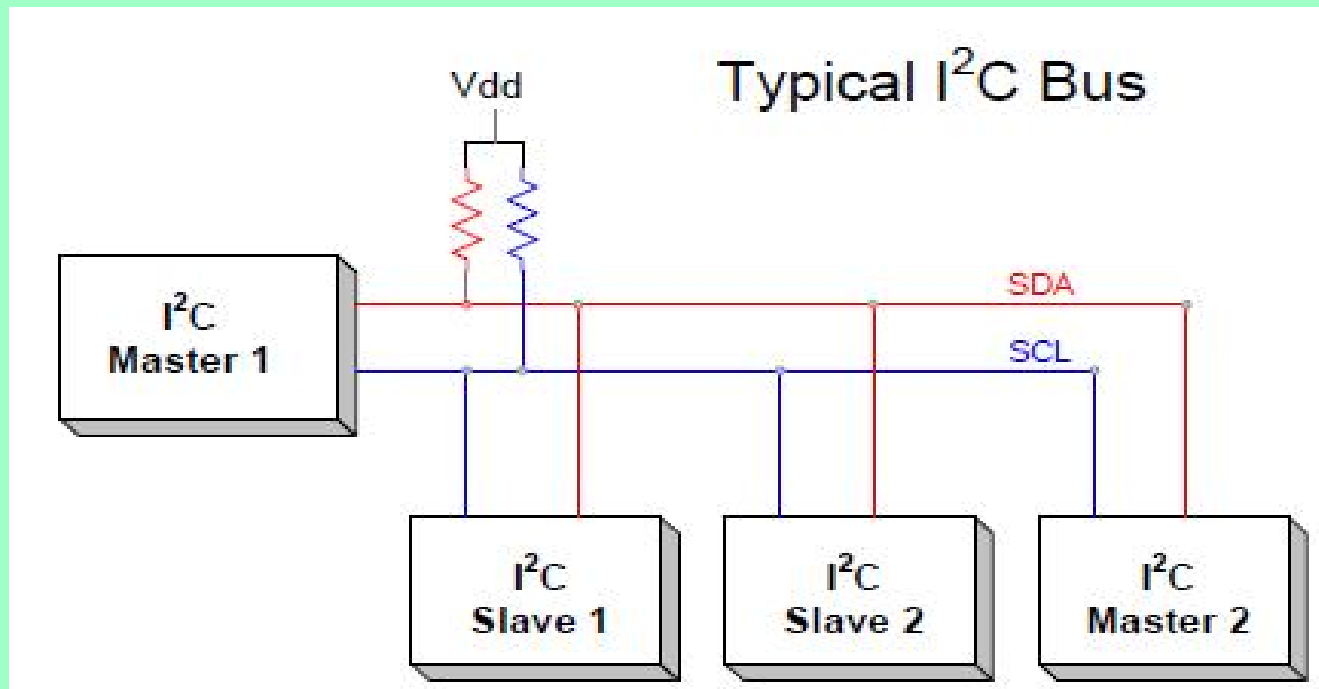 Typical I²C Bus
Vdd
SDA
SCL
I²C
Master 1
I²C
Slave 1
I²C
Slave 2
I²C
Master 2